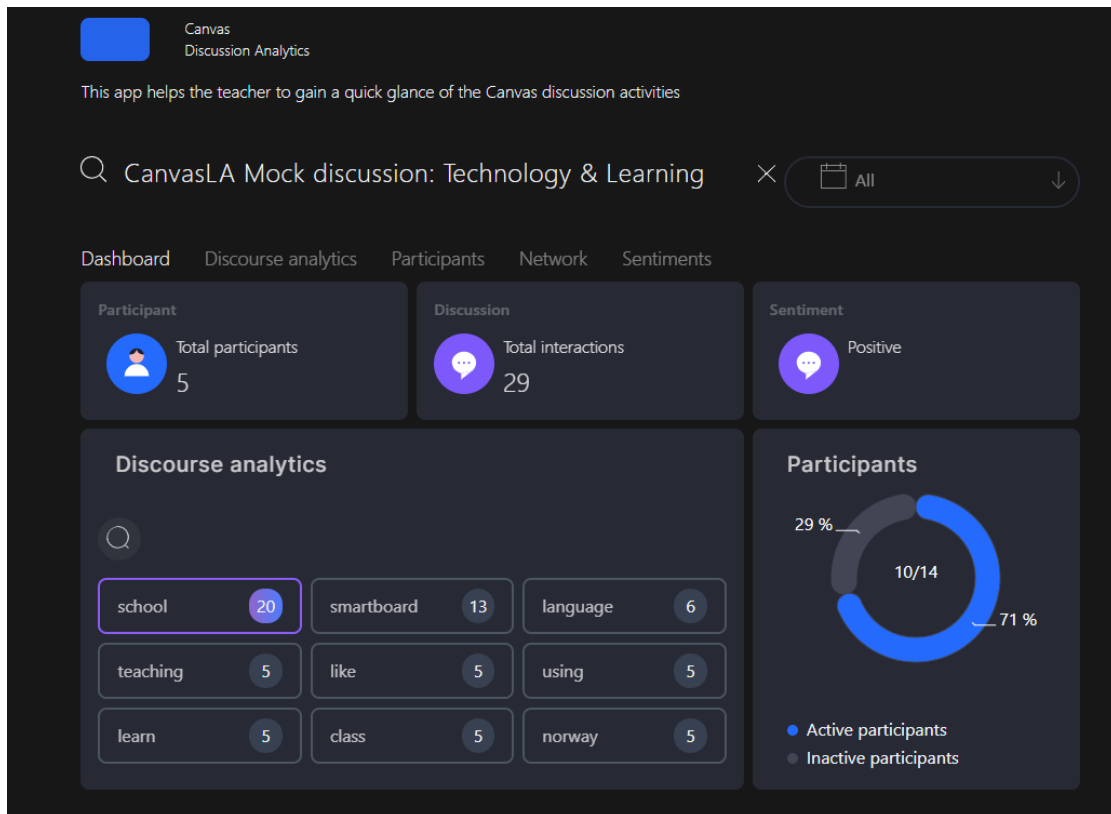 Canvas
Discussion Analytics
This app helps the teacher to gain a quick glance of the Canvas discussion activities
CanvasLA Mock discussion: Technology & Learning
All
Dashboard Discourse analytics Participants Network Sentiments
Participant
Total participants
5
Discussion
Total interactions
29
Sentiment
Positive
Discourse analytics
school 20 smartboard 13 language 6
teaching 5 like 5 using 5
learn 5 class 5 norway 5
Participants
29 %
10/14
71 %
Active participants
Inactive participants